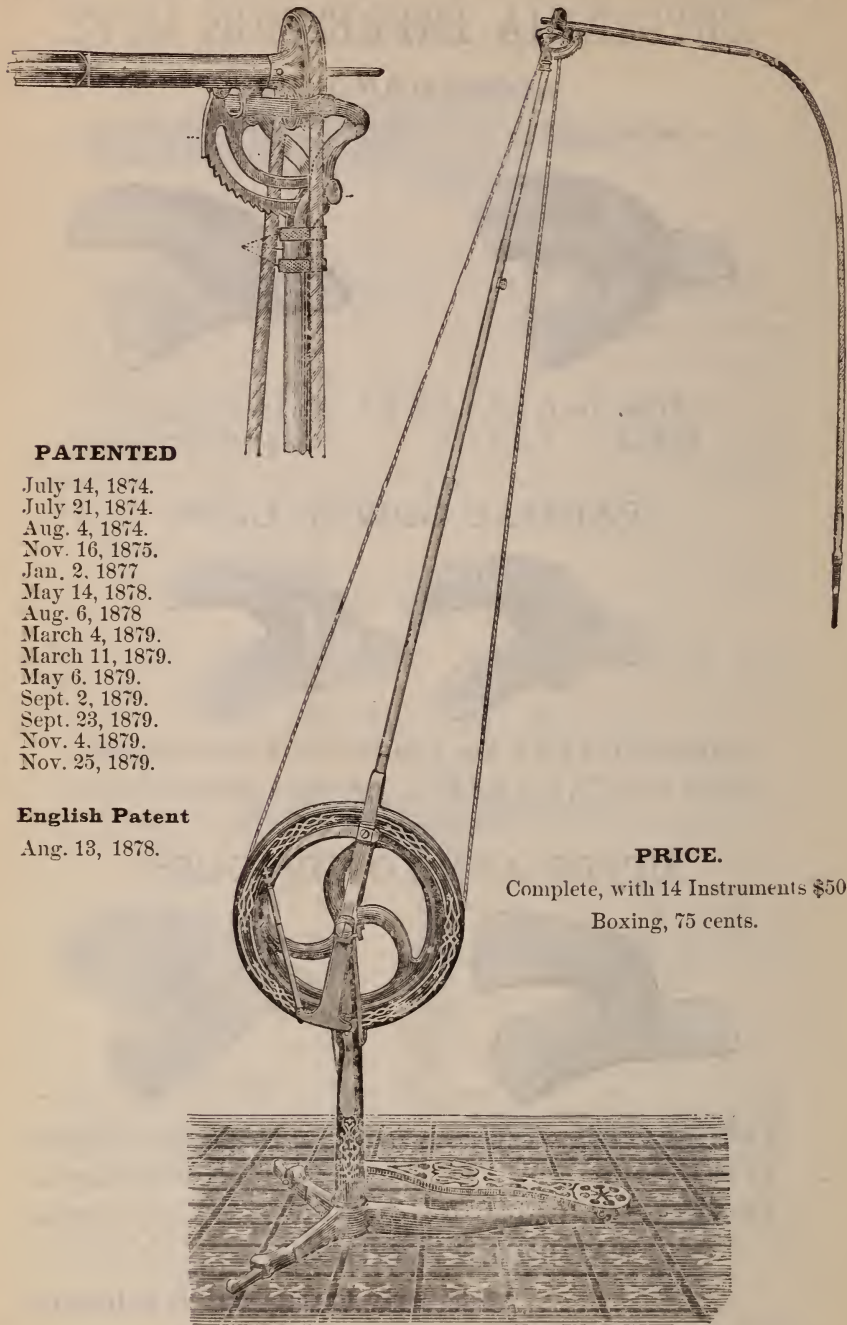 PATENTED
July 14, 1874.
July 21, 1874.
Aug. 4, 1874.
Nov. 16, 1875.
Jan. 2. 1877
May 14, 1878.
Aug. 6, 1878
March 4, 1879.
March 11, 1879.
May 6. 1879.
Sept. 2, 1879.
Sept. 23, 1879.
Nov. 4. 1879.
Nov. 25, 1879.
English Patent
Aug. 13, 1878.
PRICE.
Complete, with 14 Instruments $50
Boxing, 75 cents.